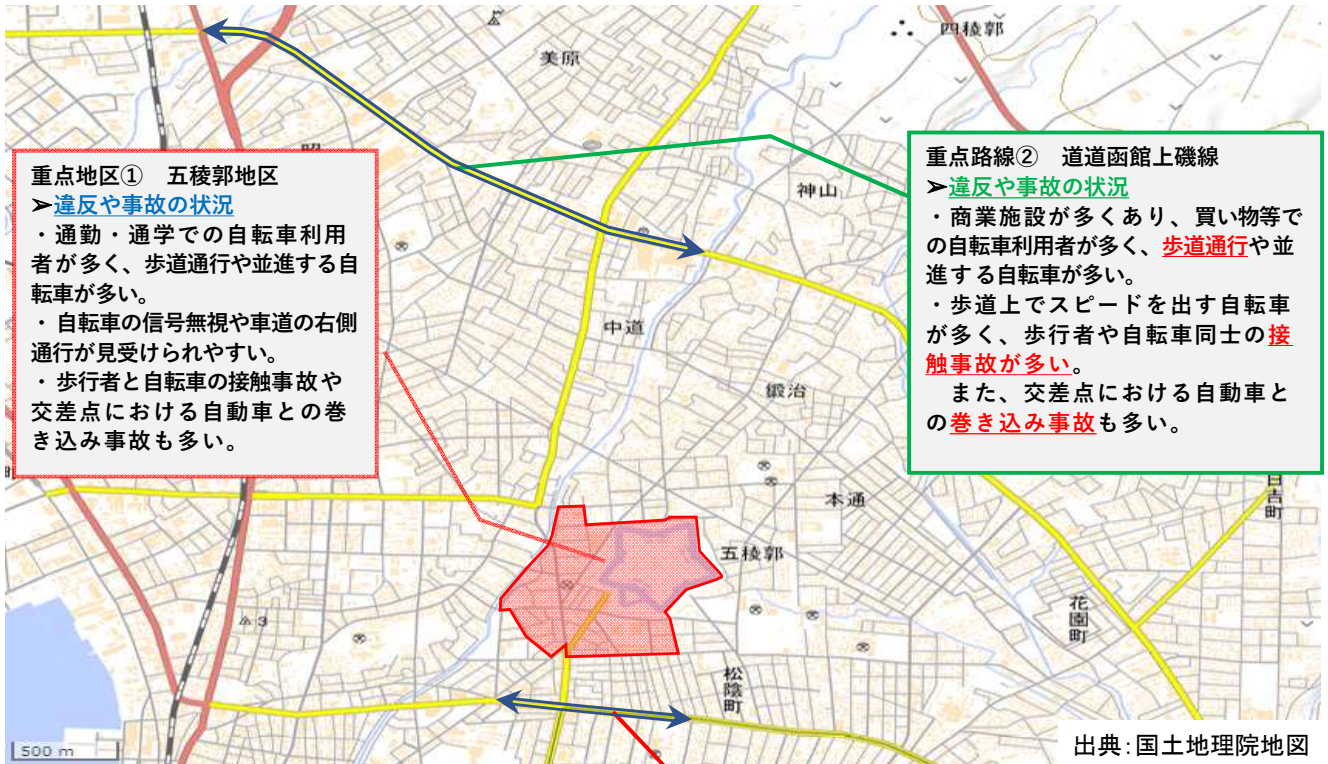 美原
四稜郭
重点地区①　五稜郭地区
➢違反や事故の状況
・通勤・通学での自転車利用
者が多く、歩道通行や並進する自
転車が多い。
・自転車の信号無視や車道の右側
通行が見受けられやすい。
・歩行者と自転車の接触事故や
交差点における自動車との巻
き込み事故も多い。
重点路線②　道道函館上磯線
➢違反や事故の状況
・商業施設が多くあり、買い物等で
の自転車利用者が多く、歩道通行や並
進する自転車が多い。
・歩道上でスピードを出す自転車
が多く、歩行者や自転車同士の接
触事故が多い。
　また、交差点における自動車と
の巻き込み事故も多い。
神山
中道
鍛治
本通
日吉町
五稜郭
花園町
3
松陰町
500 m
出典：国土地理院地図